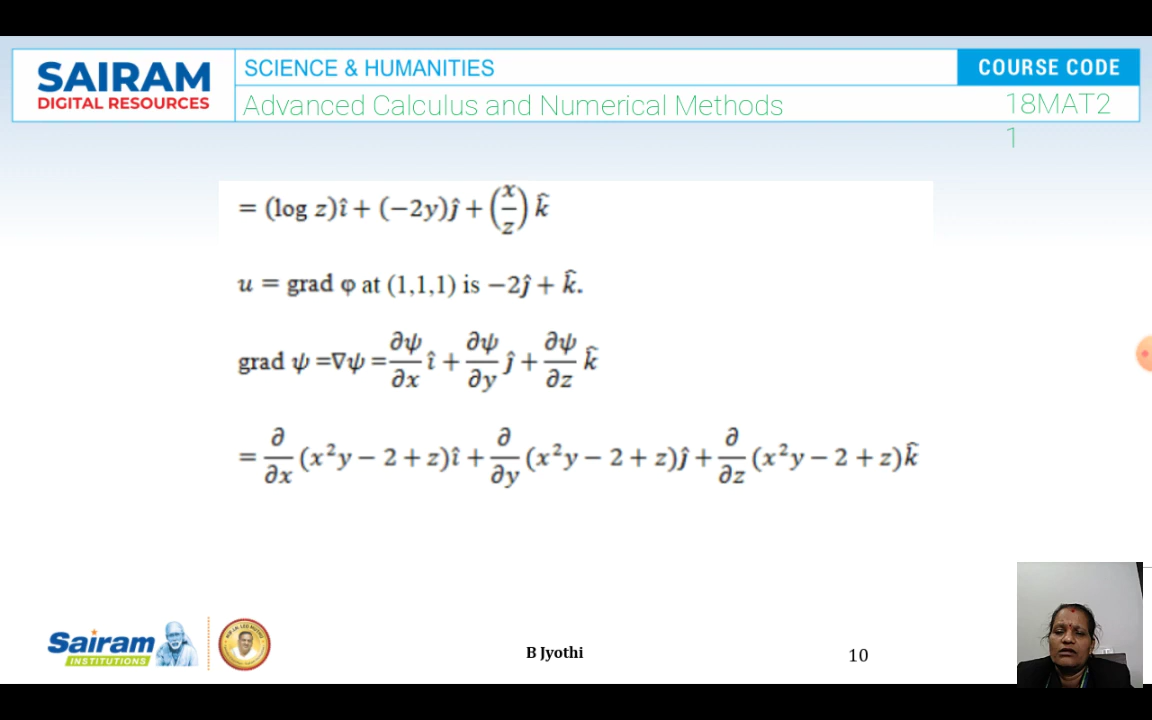 SAIRAM
DIGITAL RESOURCES
SCIENCE & HUMANITIES
COURSE CODE
Advanced Calculus and Numerical Methods
18MAT2
1
= (log z)î + (−2y)ĵ + (x/z) k̂
u = grad φ at (1,1,1) is −2ĵ + k̂.
grad ψ =∇ψ =∂ψ/∂x î + ∂ψ/∂y ĵ + ∂ψ/∂z k̂
= ∂/∂x (x²y − 2 + z)î + ∂/∂y (x²y − 2 + z)ĵ + ∂/∂z (x²y − 2 + z)k̂
Sairam
INSTITUTIONS
B Jyothi
10